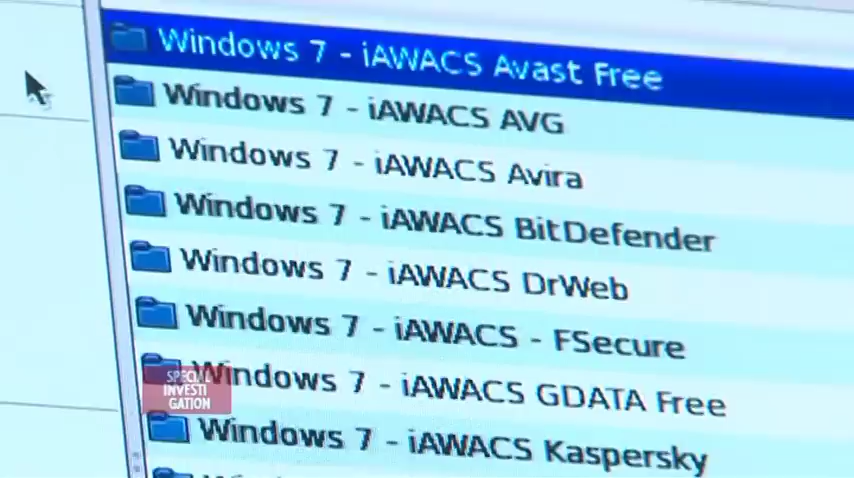 Windows 7 - iAWACS Avast Free
Windows 7 - iAWACS AVG
Windows 7 - iAWACS Avira
Windows 7 - iAWACS BitDefender
Windows 7 - iAWACS DrWeb
Windows 7 - iAWACS - FSecure
Windows 7 - iAWACS GDATA Free
Windows 7 - iAWACS Kaspersky
SPECIAL
INVESTI
GATION